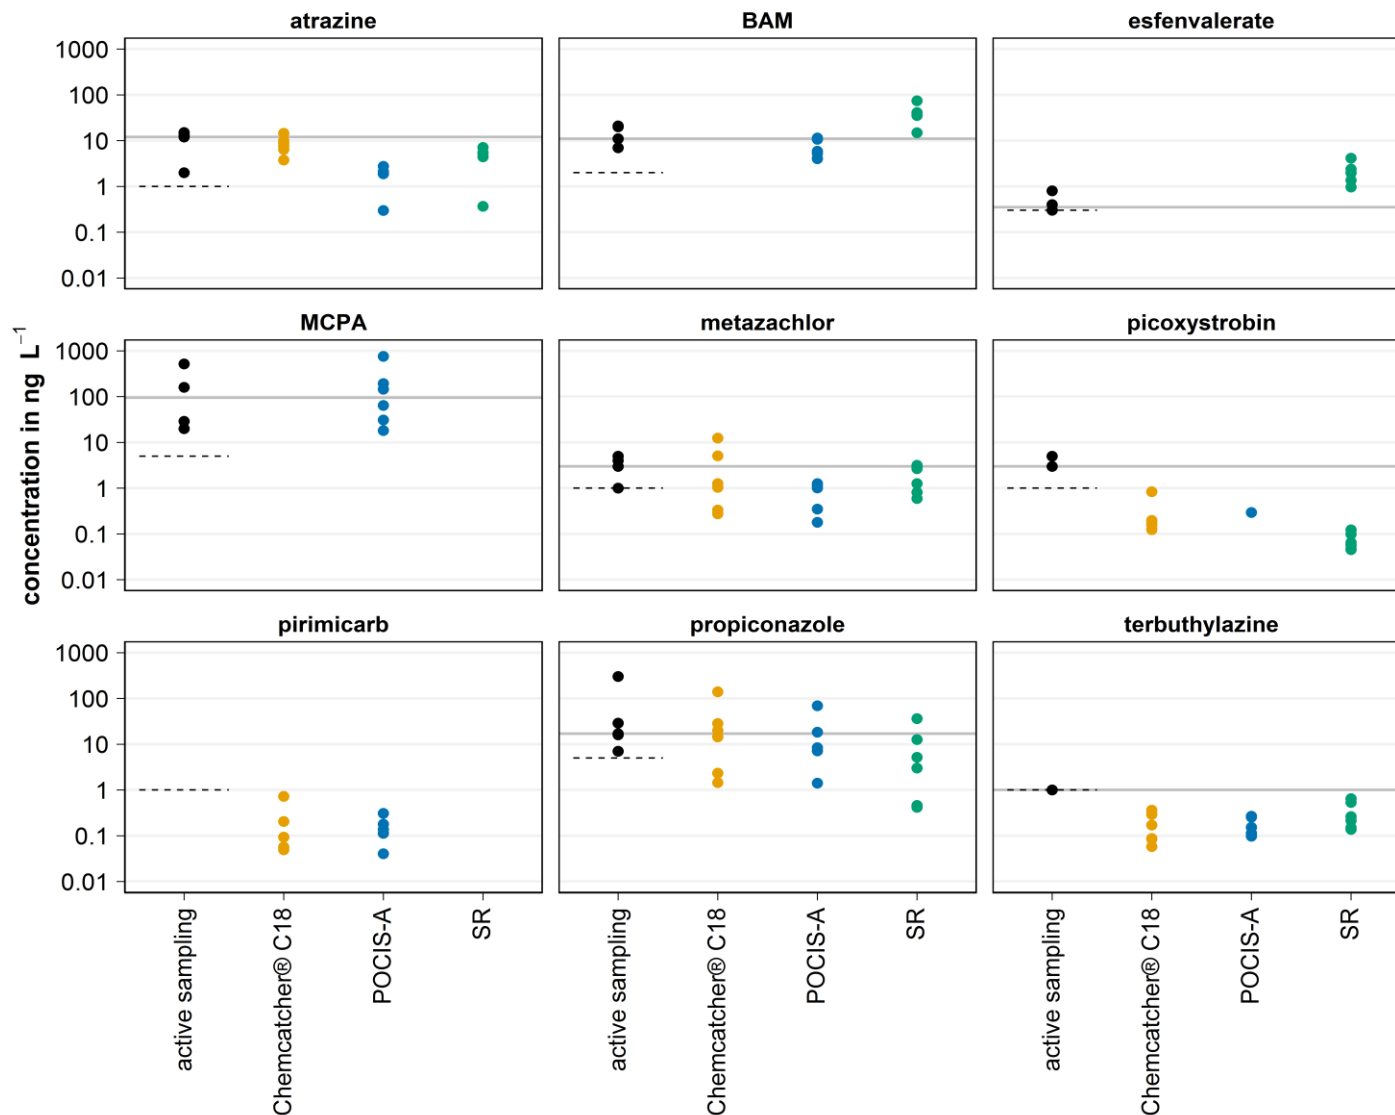 atrazine
BAM
esfenvalerate
1000
100
10
1
0.1
0.01
MCPA
metazachlor
picoxystrobin
1000
100
10
1
0.1
0.01
concentration in ng L⁻¹
pirimicarb
propiconazole
terbuthylazine
1000
100
10
1
0.1
0.01
active sampling
Chemcatcher® C18
POCIS-A
SR
active sampling
Chemcatcher® C18
POCIS-A
SR
active sampling
Chemcatcher® C18
POCIS-A
SR